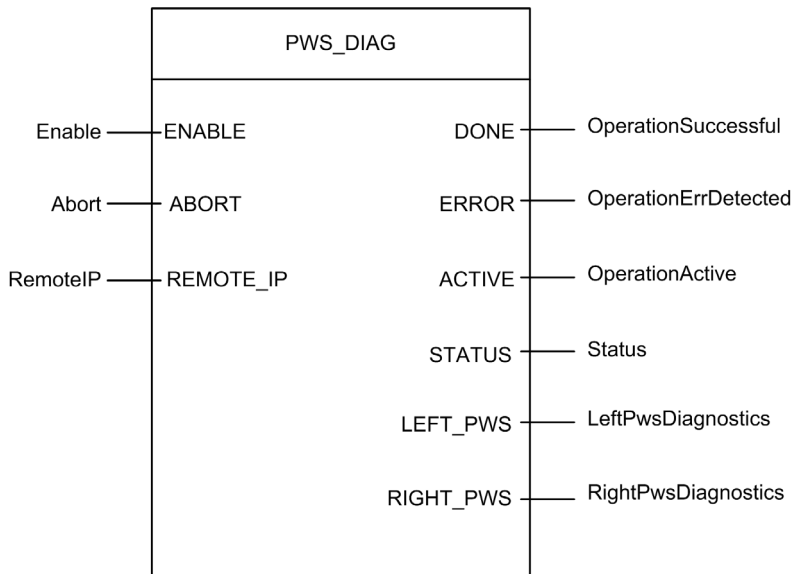 PWS_DIAG
Enable ENABLE DONE OperationSuccessful
Abort ABORT ERROR OperationErrDetected
RemoteIP REMOTE_IP ACTIVE OperationActive
STATUS Status
LEFT_PWS LeftPwsDiagnostics
RIGHT_PWS RightPwsDiagnostics